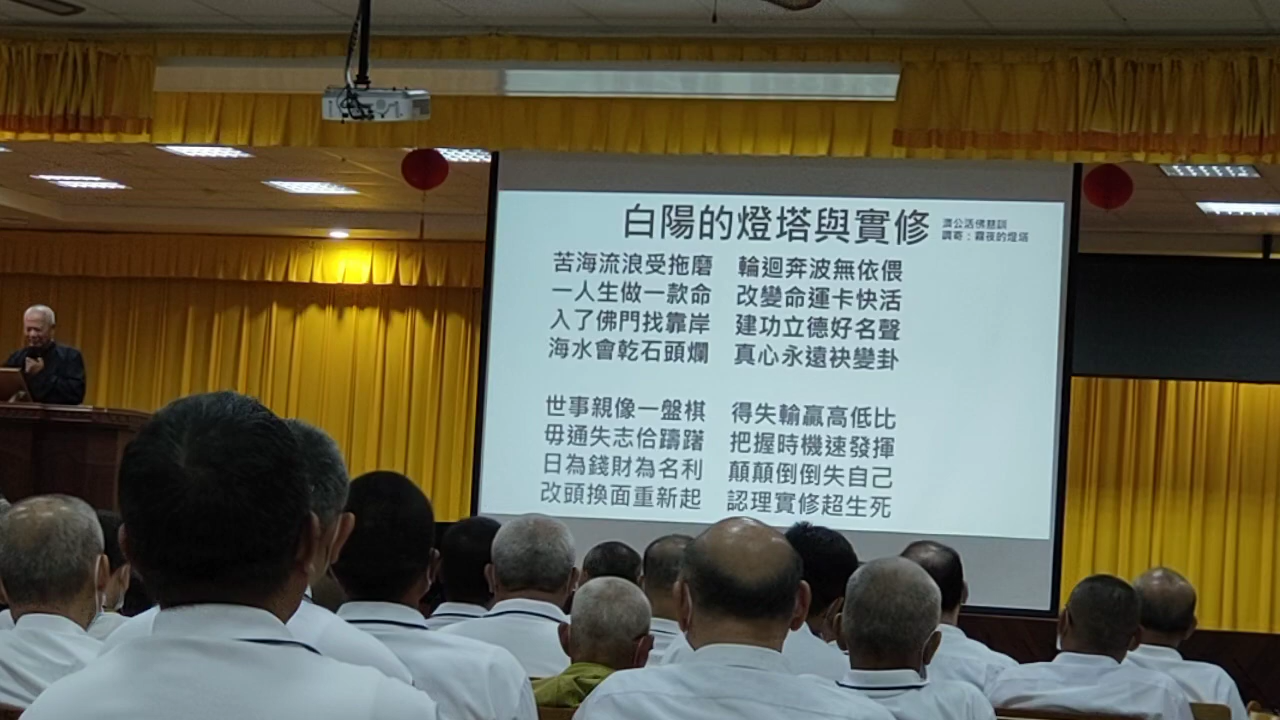 白陽的燈塔與實修
濟公活佛慈訓
調寄：霧夜的燈塔
苦海流浪受拖磨　輪迴奔波無依偎
一人生做一款命　改變命運卡快活
入了佛門找靠岸　建功立德好名聲
海水會乾石頭爛　真心永遠袂變卦
世事親像一盤棋　得失輸贏高低比
毋通失志佮躊躇　把握時機速發揮
日為錢財為名利　顛顛倒倒失自己
改頭換面重新起　認理實修超生死